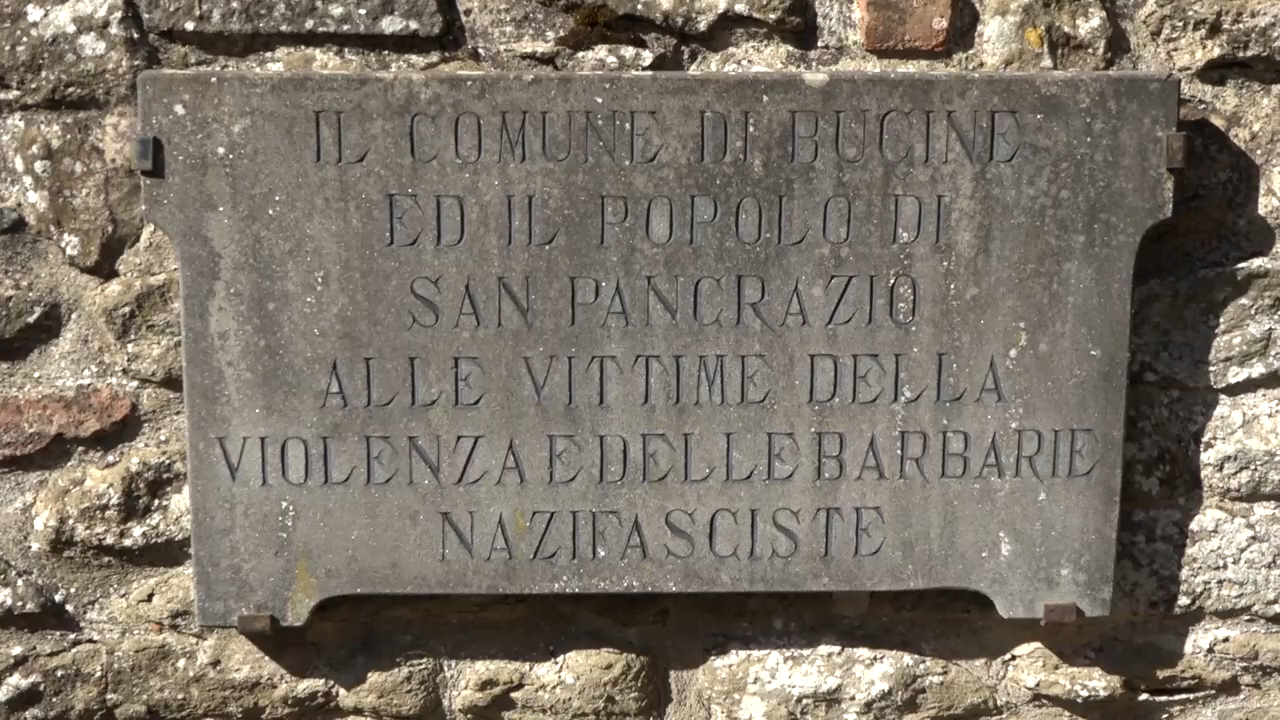 IL COMUNE DI BUCINE
ED IL POPOLO DI
SAN PANCRAZIO
ALLE VITTIME DELLA
VIOLENZA E DELLE BARBARIE
NAZIFASCISTE